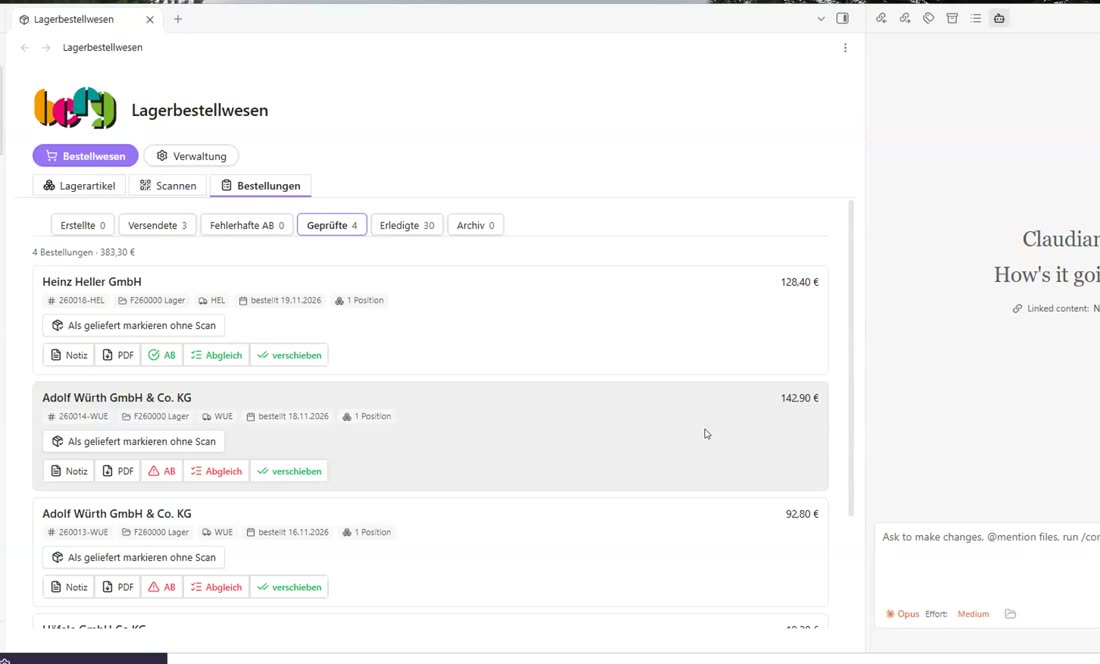 Lagerbestellwesen
Lagerbestellwesen
berg
Lagerbestellwesen
Bestellwesen Verwaltung
Lagerartikel Scannen Bestellungen
Erstellte 0 Versendete 3 Fehlerhafte AB 0 Geprüfte 4 Erledigte 30 Archiv 0
4 Bestellungen · 383,30 €
Heinz Heller GmbH 128,40 €
# 260018-HEL F260000 Lager HEL bestellt 19.11.2026 1 Position
Als geliefert markieren ohne Scan
Notiz PDF AB Abgleich verschieben
Adolf Würth GmbH & Co. KG 142,90 €
# 260014-WUE F260000 Lager WUE bestellt 18.11.2026 1 Position
Als geliefert markieren ohne Scan
Notiz PDF AB Abgleich verschieben
Adolf Würth GmbH & Co. KG 92,80 €
# 260013-WUE F260000 Lager WUE bestellt 16.11.2026 1 Position
Als geliefert markieren ohne Scan
Notiz PDF AB Abgleich verschieben
Claudian
How's it goi
Linked content: N
Ask to make changes, @mention files, run /con
Opus Effort: Medium